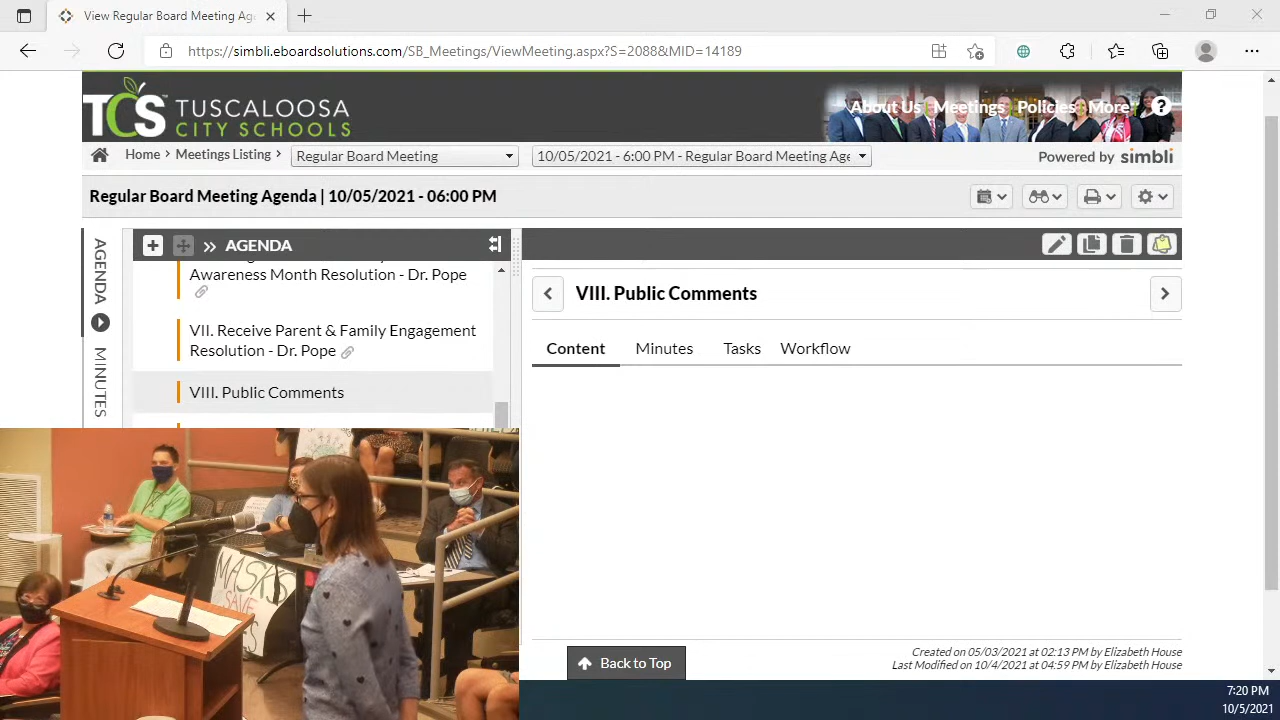 View Regular Board Meeting Age
https://simbli.eboardsolutions.com/SB_Meetings/ViewMeeting.aspx?S=2088&MID=14189
TCS TUSCALOOSA
CITY SCHOOLS
About Us Meetings Policies More
Home Meetings Listing Regular Board Meeting 10/05/2021 - 6:00 PM - Regular Board Meeting Age Powered by simbli
Regular Board Meeting Agenda | 10/05/2021 - 06:00 PM
AGENDA
MINUTES
AGENDA
Awareness Month Resolution - Dr. Pope
VII. Receive Parent & Family Engagement
Resolution - Dr. Pope
VIII. Public Comments
VIII. Public Comments
Content Minutes Tasks Workflow
MASKS
SAVE
Back to Top
Created on 05/03/2021 at 02:13 PM by Elizabeth House
Last Modified on 10/4/2021 at 04:59 PM by Elizabeth House
7:20 PM
10/5/2021